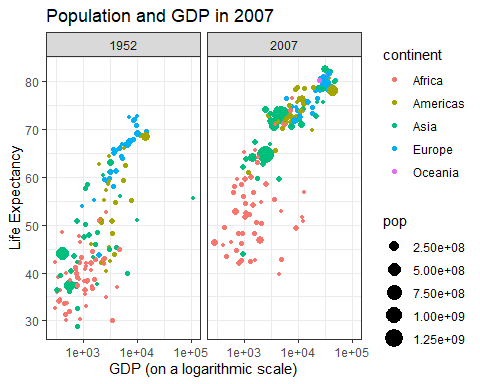 Population and GDP in 2007
1952
2007
Life Expectancy
80
70
60
50
40
30
1e+03
1e+04
1e+05
1e+03
1e+04
1e+05
GDP (on a logarithmic scale)
continent
Africa
Americas
Asia
Europe
Oceania
pop
2.50e+08
5.00e+08
7.50e+08
1.00e+09
1.25e+09